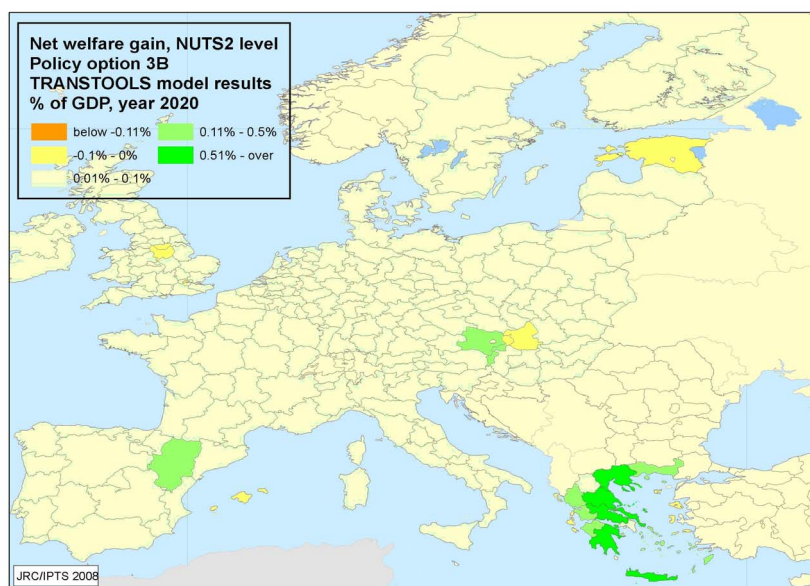 Net welfare gain, NUTS2 level
Policy option 3B
TRANSTOOLS model results
% of GDP, year 2020
below -0.11%
0.11% - 0.5%
-0.1% - 0%
0.51% - over
0.01% - 0.1%
JRC/IPTS 2008